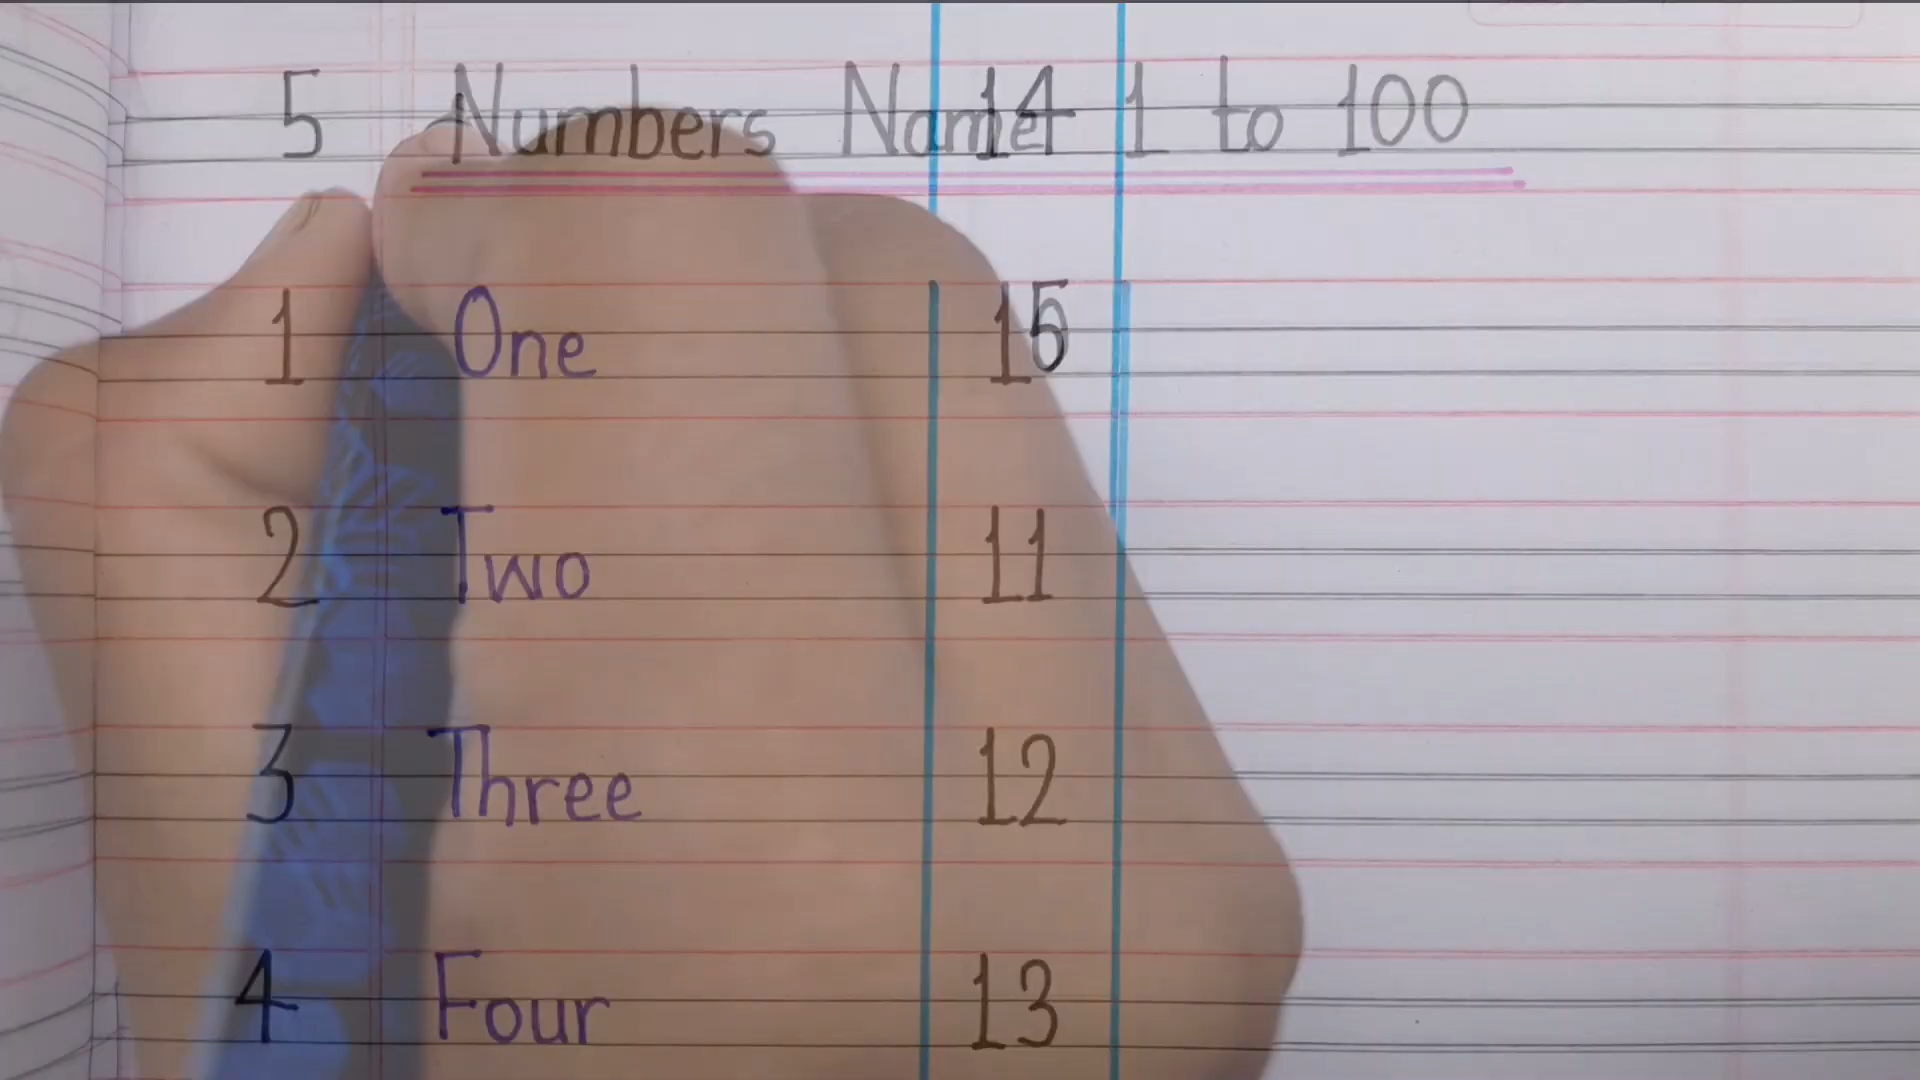 5 Numbers Name 14 1 to 100
1 One 15
2 Two 11
3 Three 12
4 Four 13